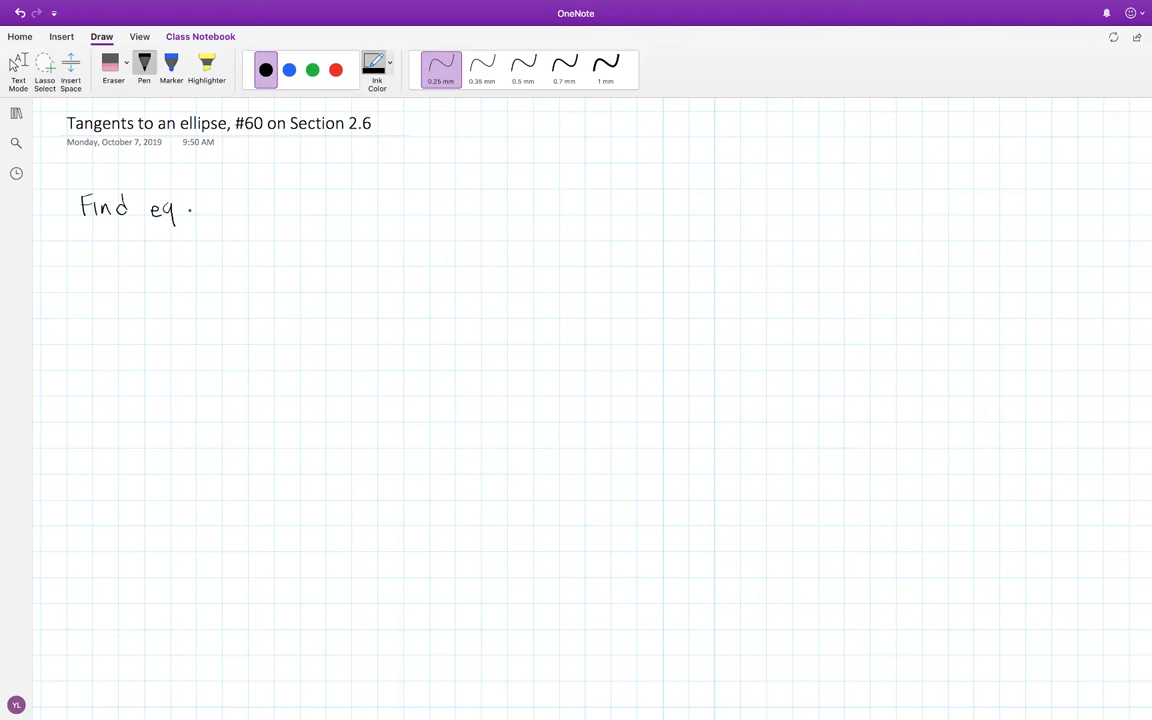 OneNote
Home Insert Draw View Class Notebook
Text Mode
Lasso Select
Insert Space
Eraser
Pen
Marker
Highlighter
Ink Color
0.25 mm
0.35 mm
0.5 mm
0.7 mm
1 mm
Tangents to an ellipse, #60 on Section 2.6
Monday, October 7, 2019 9:50 AM
Find eq .
YL